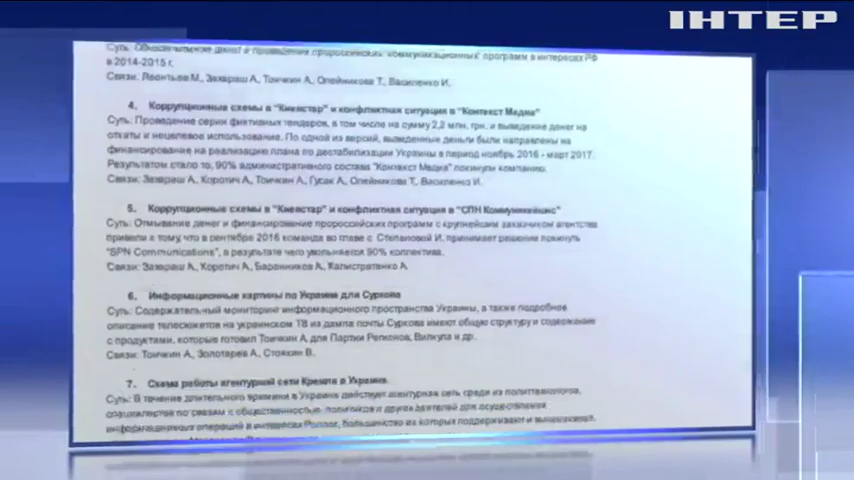 ІНТЕР
Суть: денег и проведении пророссийских "коммуникационных" программ в интересах РФ
в 2014-2015 г.
Связи: Леонтьев М., Захараш А., Тоичкин А., Олейникова Т., Василенко И.
4. Коррупционные схемы в "Киевстар" и конфликтная ситуация в "Контекст Медиа"
Суть: Проведение серии фиктивных тендеров, в том числе на сумму 2,2 млн. грн. и выведение денег на
откаты и нецелевое использование. По одной из версий, выведенные деньги были направлены на
финансирование на реализацию плана по дестабилизации Украины в период ноябрь 2016 - март 2017.
Результатом стало то, 90% административного состава "Контекст Медиа" покинули компанию.
Связи: Захараш А., Коротич А., Тоичкин А., Гусак А., Олейникова Т., Василенко И.
5. Коррупционные схемы в "Киевстар" и конфликтная ситуация в "СПН Коммуникейшнс"
Суть: Отмывание денег и финансирование пророссийских программ с крупнейшим заказчиком агентства
привели к тому, что в сентябре 2016 команда во главе с Степановой И. принимает решение покинуть
"SPN Communications", в результате чего увольняется 90% коллектива.
Связи: Захараш А., Коротич А., Баранников А., Калистратенко А.
6. Информационные картины по Украине для Суркова
Суть: Содержательный мониторинг информационного пространства Украины, а также подробное
описание телесюжетов на украинском ТВ из дампа почты Суркова имеют общую структуру и содержание
с продуктами, которые готовил Тоичкин А. для Партии Регионов, Вилкула и др.
Связи: Тоичкин А., Золотарев А., Стоякин В.
7. Схема работы агентурной сети Кремля в Украине.
Суть: В течение длительного времени в Украине действует агентурная сеть среди из политтехнологов,
специалистов по связям с общественностью, политиков и других деятелей для осуществления
информационных операций в интересах России, большинство из которых поддерживают и